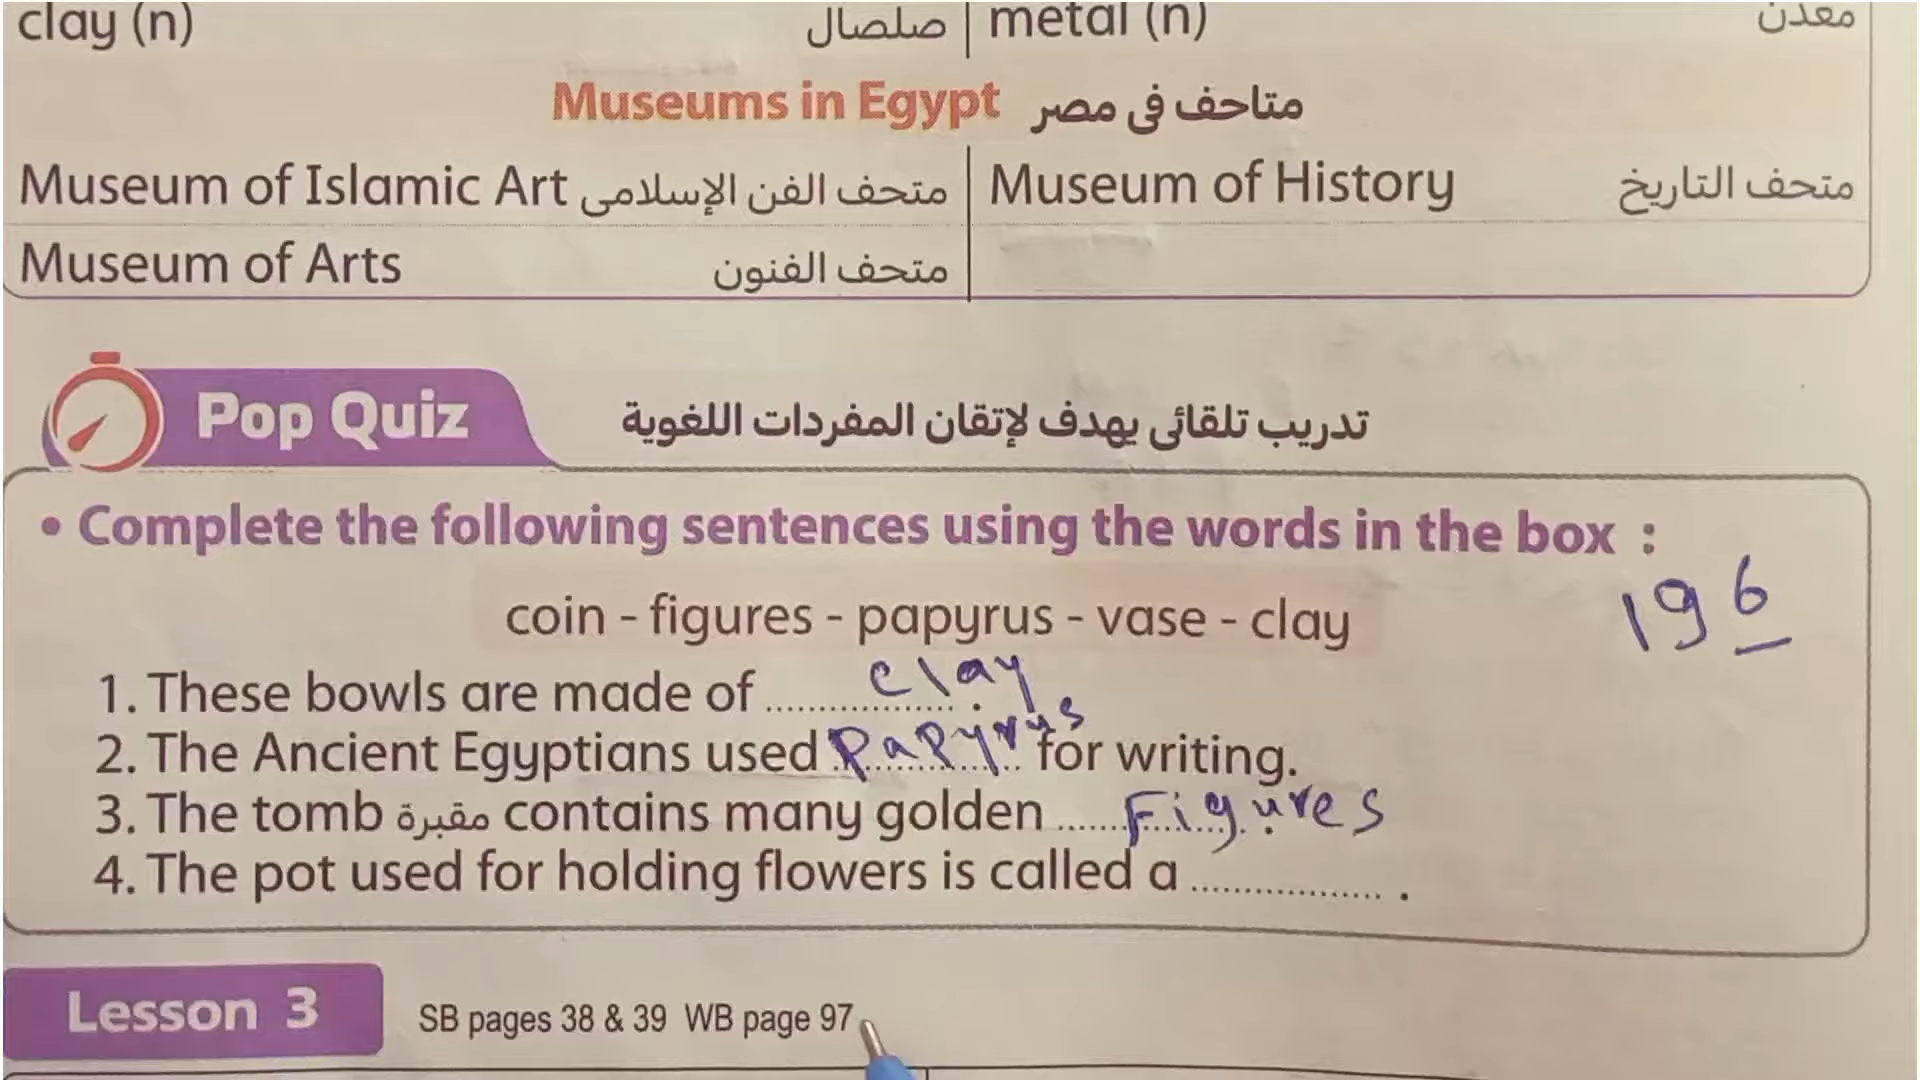 clay (n) صلصال metal (n) معدن
Museums in Egypt متاحف فى مصر
Museum of Islamic Art متحف الفن الإسلامى Museum of History متحف التاريخ
Museum of Arts متحف الفنون
Pop Quiz تدريب تلقائى يهدف لإتقان المفردات اللغوية
• Complete the following sentences using the words in the box :
coin - figures - papyrus - vase - clay
196
1. These bowls are made of ........clay........ .
2. The Ancient Egyptians used papyrus for writing.
3. The tomb مقبرة contains many golden ......Figures .
4. The pot used for holding flowers is called a .................. .
Lesson 3 SB pages 38 & 39 WB page 97